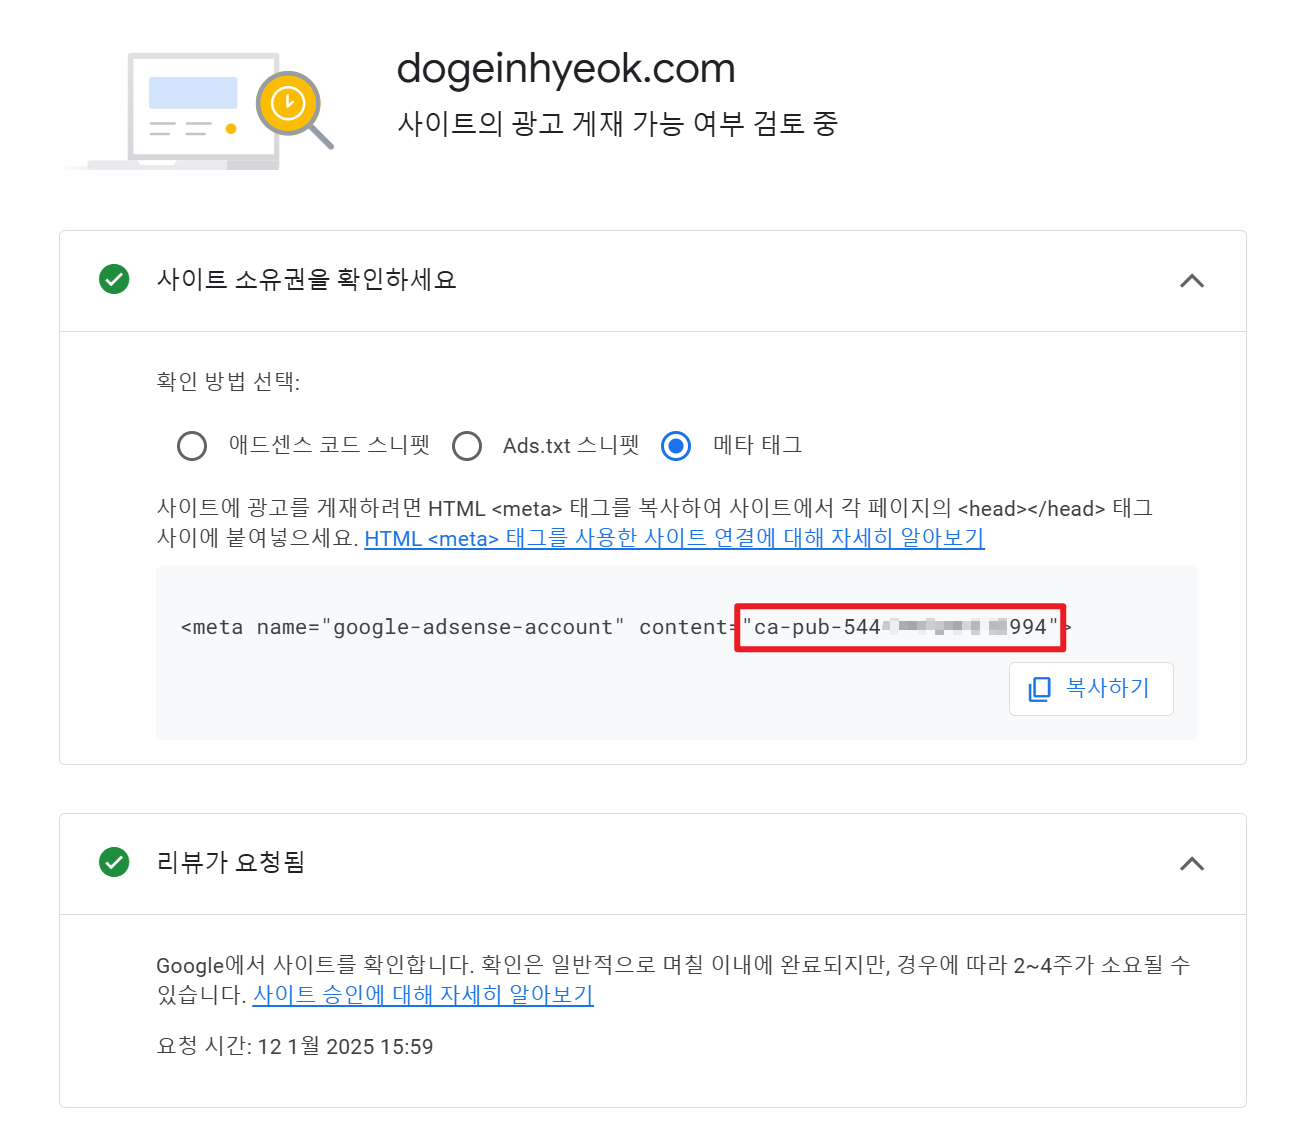 dogeinhyeok.com
사이트의 광고 게재 가능 여부 검토 중
사이트 소유권을 확인하세요
확인 방법 선택:
애드센스 코드 스니펫 Ads.txt 스니펫 메타 태그
사이트에 광고를 게재하려면 HTML <meta> 태그를 복사하여 사이트에서 각 페이지의 <head></head> 태그
사이에 붙여넣으세요. HTML <meta> 태그를 사용한 사이트 연결에 대해 자세히 알아보기
<meta name="google-adsense-account" content="ca-pub-544 994">
복사하기
리뷰가 요청됨
Google에서 사이트를 확인합니다. 확인은 일반적으로 며칠 이내에 완료되지만, 경우에 따라 2~4주가 소요될 수
있습니다. 사이트 승인에 대해 자세히 알아보기
요청 시간: 12 1월 2025 15:59